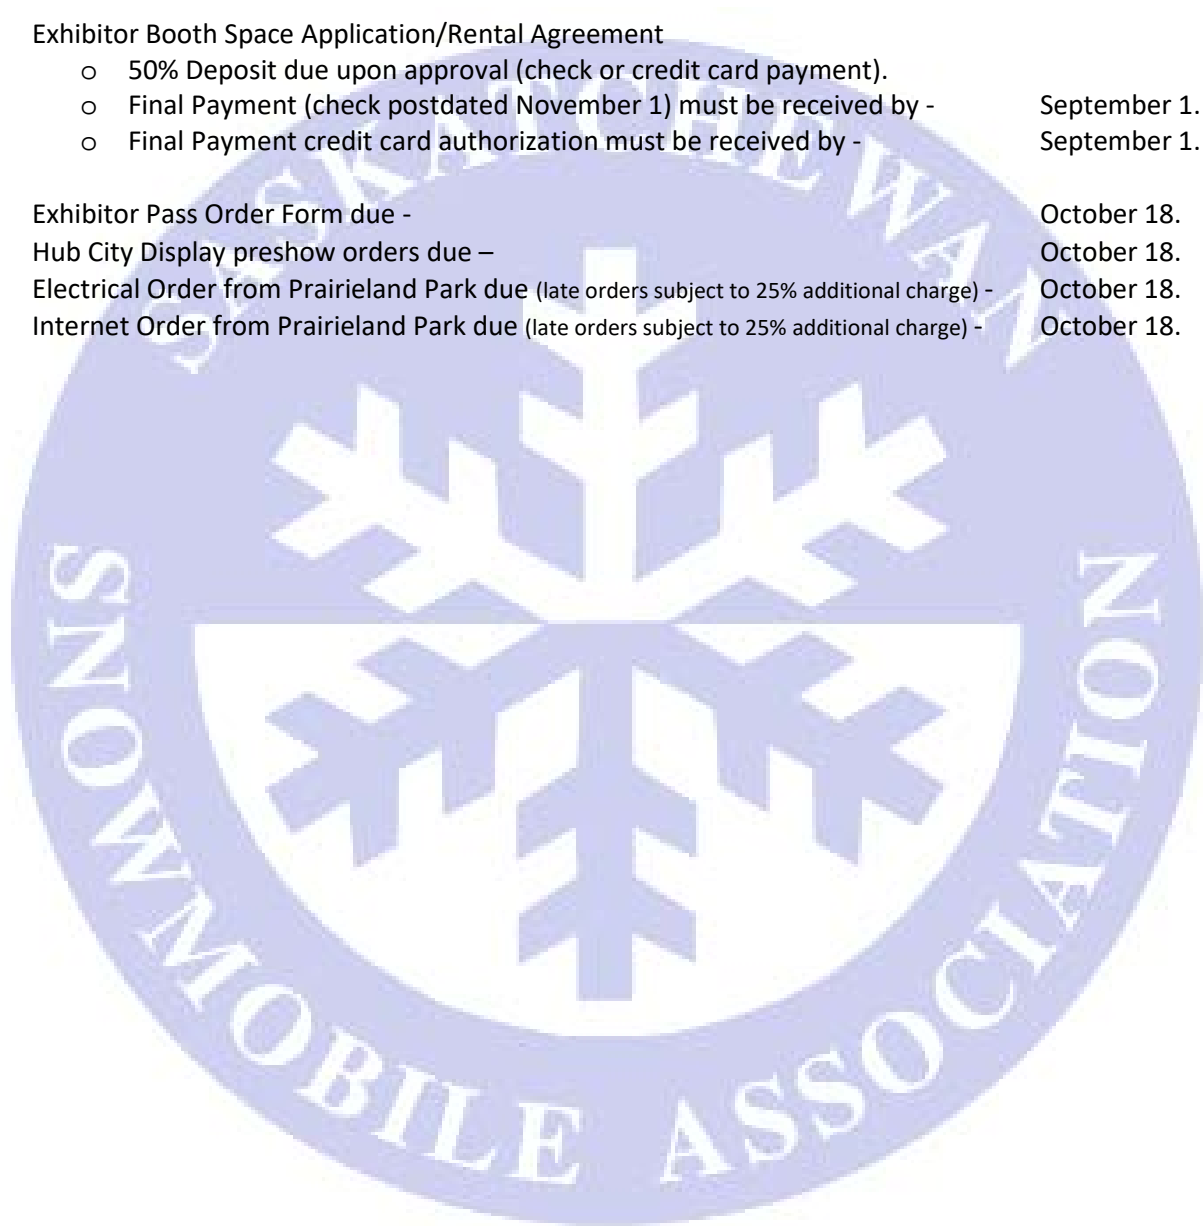 Exhibitor Booth Space Application/Rental Agreement
o 50% Deposit due upon approval (check or credit card payment).
o Final Payment (check postdated November 1) must be received by - September 1.
o Final Payment credit card authorization must be received by - September 1.
Exhibitor Pass Order Form due - October 18.
Hub City Display preshow orders due – October 18.
Electrical Order from Prairieland Park due (late orders subject to 25% additional charge) - October 18.
Internet Order from Prairieland Park due (late orders subject to 25% additional charge) - October 18.
SASKATCHEWAN
SNOWMOBILE ASSOCIATION